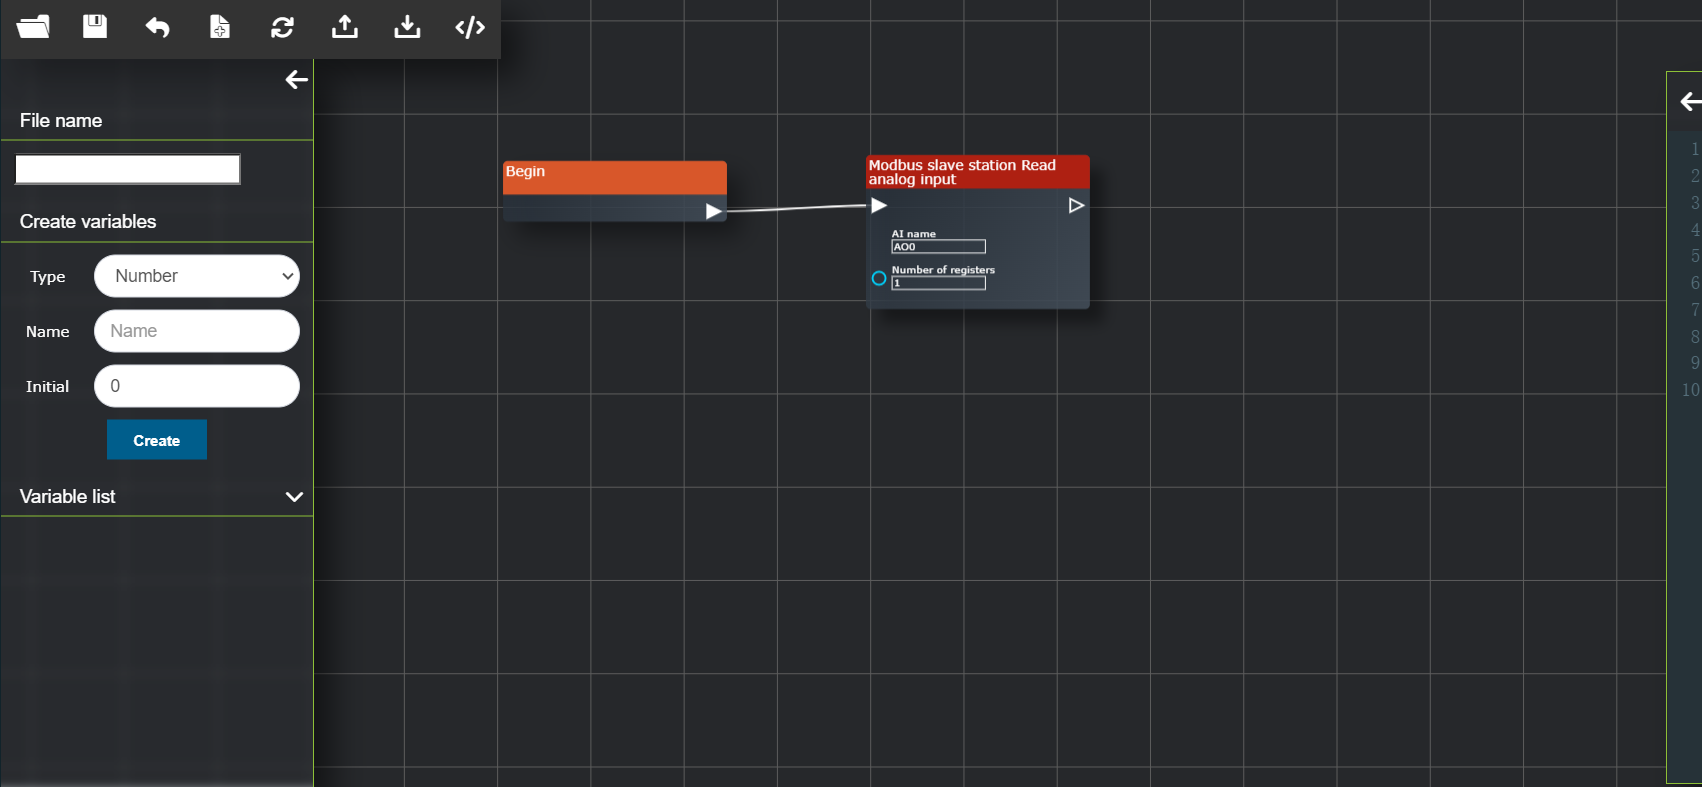 File name
Create variables
Type
Number
Name
Name
Initial
0
Create
Variable list
Begin
Modbus slave station Read
analog input
AI name
AO0
Number of registers
1
1
2
3
4
5
6
7
8
9
10